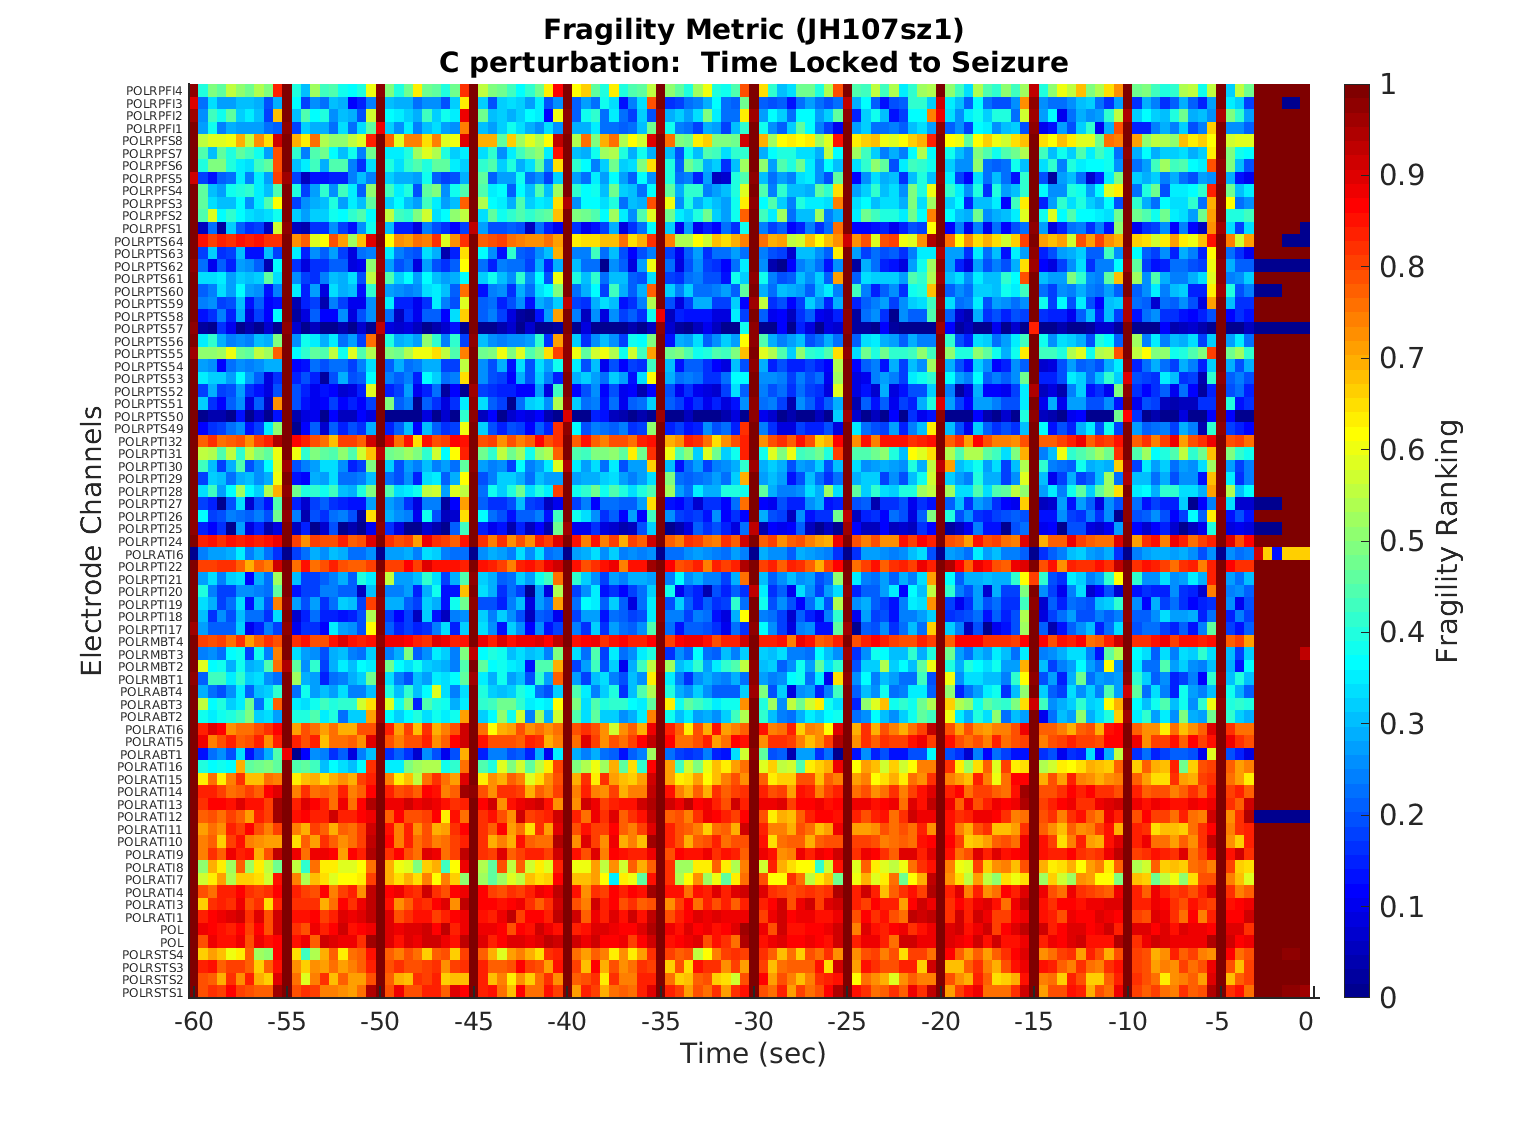 Fragility Metric (JH107sz1)
C perturbation:  Time Locked to Seizure
POLRPFI4
POLRPFI3
POLRPFI2
POLRPFI1
POLRPFS8
POLRPFS7
POLRPFS6
POLRPFS5
POLRPFS4
POLRPFS3
POLRPFS2
POLRPFS1
POLRPTS64
POLRPTS63
POLRPTS62
POLRPTS61
POLRPTS60
POLRPTS59
POLRPTS58
POLRPTS57
POLRPTS56
POLRPTS55
POLRPTS54
POLRPTS53
POLRPTS52
POLRPTS51
POLRPTS50
POLRPTS49
POLRPTI32
POLRPTI31
POLRPTI30
POLRPTI29
POLRPTI28
POLRPTI27
POLRPTI26
POLRPTI25
POLRPTI24
POLRATI6
POLRPTI22
POLRPTI21
POLRPTI20
POLRPTI19
POLRPTI18
POLRPTI17
POLRMBT4
POLRMBT3
POLRMBT2
POLRMBT1
POLRABT4
POLRABT3
POLRABT2
POLRATI6
POLRATI5
POLRABT1
POLRATI16
POLRATI15
POLRATI14
POLRATI13
POLRATI12
POLRATI11
POLRATI10
POLRATI9
POLRATI8
POLRATI7
POLRATI4
POLRATI3
POLRATI1
POL
POL
POLRSTS4
POLRSTS3
POLRSTS2
POLRSTS1
Electrode Channels
-60 -55 -50 -45 -40 -35 -30 -25 -20 -15 -10 -5 0
Time (sec)
1
0.9
0.8
0.7
0.6
0.5
0.4
0.3
0.2
0.1
0
Fragility Ranking